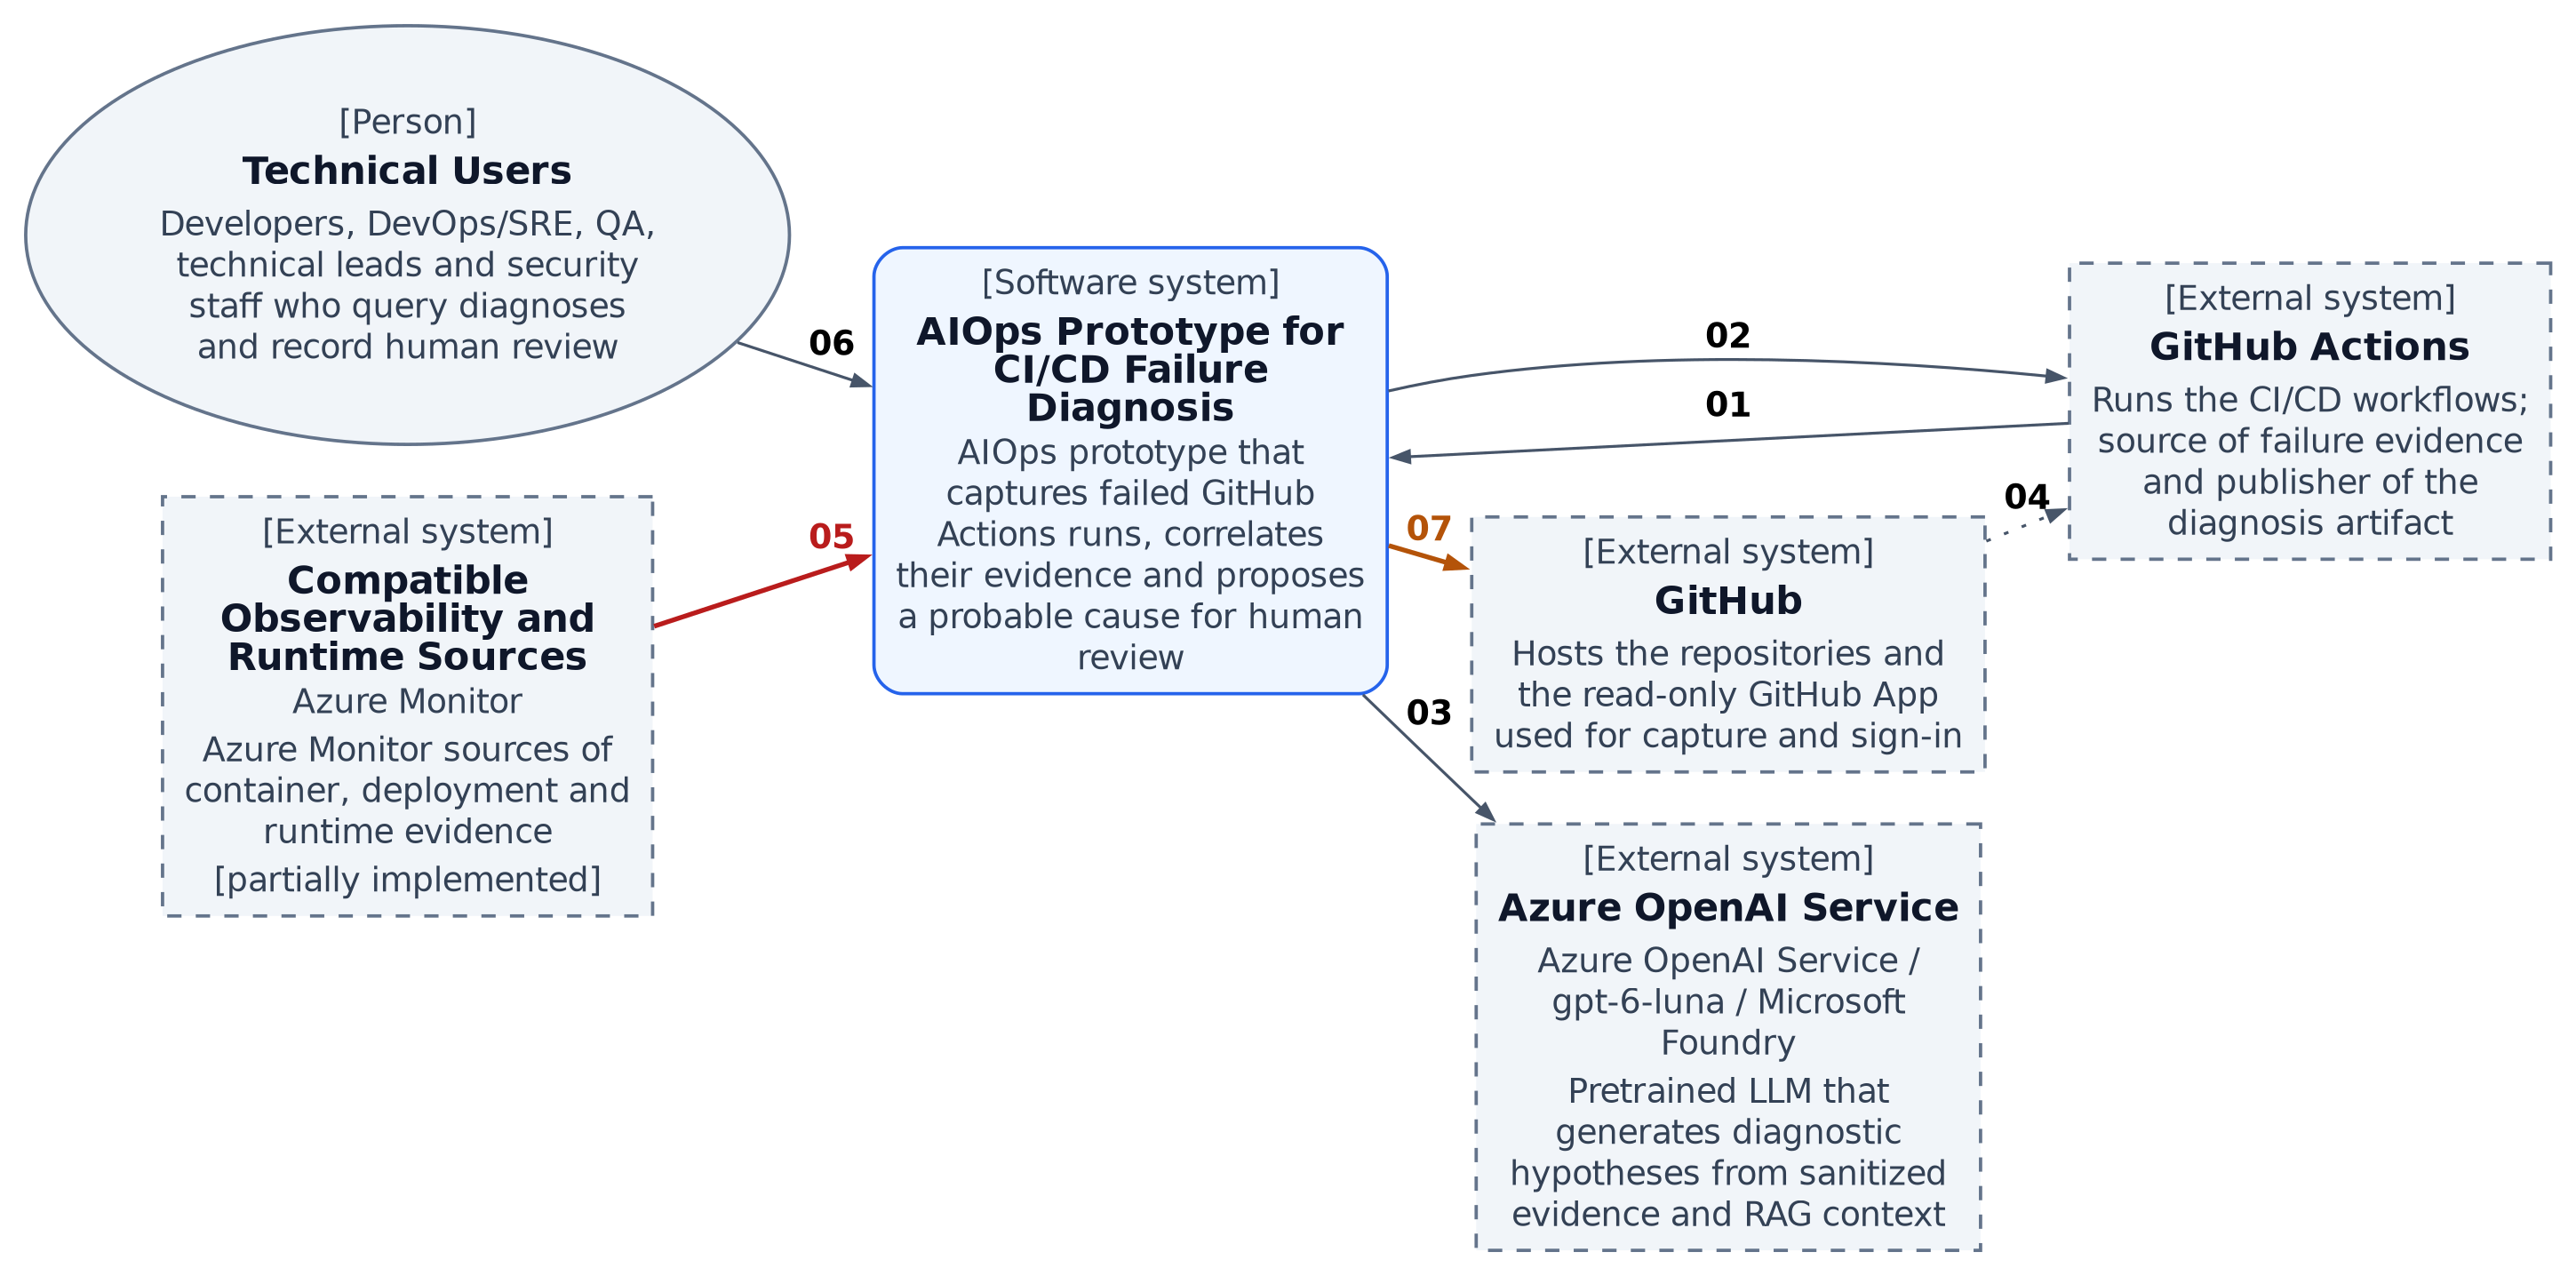 [Person]
Technical Users
Developers, DevOps/SRE, QA,
technical leads and security
staff who query diagnoses
and record human review
06
[External system]
Compatible
Observability and
Runtime Sources
Azure Monitor
Azure Monitor sources of
container, deployment and
runtime evidence
[partially implemented]
05
[Software system]
AIOps Prototype for
CI/CD Failure
Diagnosis
AIOps prototype that
captures failed GitHub
Actions runs, correlates
their evidence and proposes
a probable cause for human
review
02
01
07
03
04
[External system]
GitHub Actions
Runs the CI/CD workflows;
source of failure evidence
and publisher of the
diagnosis artifact
[External system]
GitHub
Hosts the repositories and
the read-only GitHub App
used for capture and sign-in
[External system]
Azure OpenAI Service
Azure OpenAI Service /
gpt-6-luna / Microsoft
Foundry
Pretrained LLM that
generates diagnostic
hypotheses from sanitized
evidence and RAG context